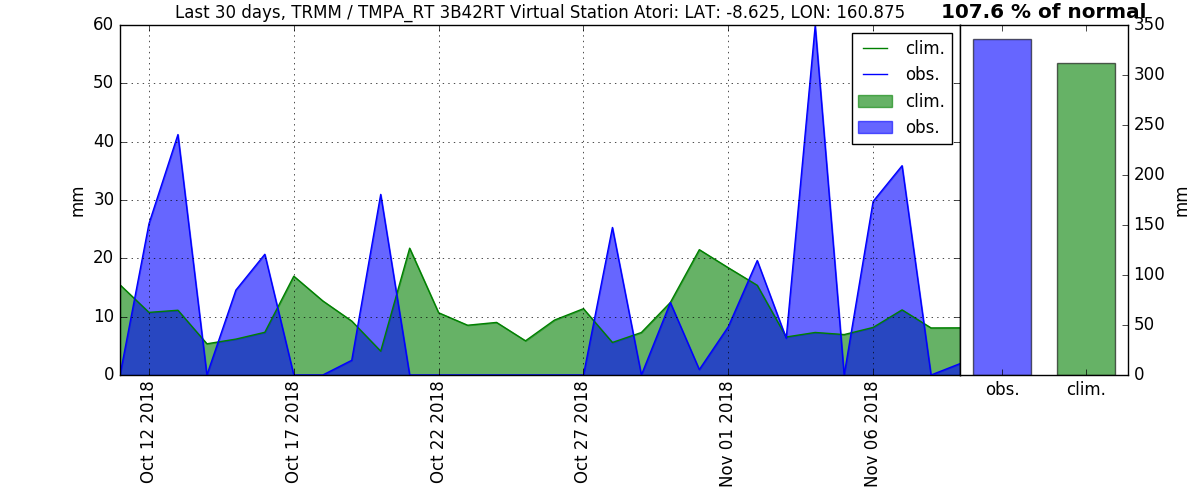 Last 30 days, TRMM / TMPA_RT 3B42RT Virtual Station Atori: LAT: -8.625, LON: 160.875
107.6 % of normal
60
50
40
30
20
10
0
mm
clim.
obs.
clim.
obs.
350
300
250
200
150
100
50
0
mm
obs.
clim.
Oct 12 2018
Oct 17 2018
Oct 22 2018
Oct 27 2018
Nov 01 2018
Nov 06 2018